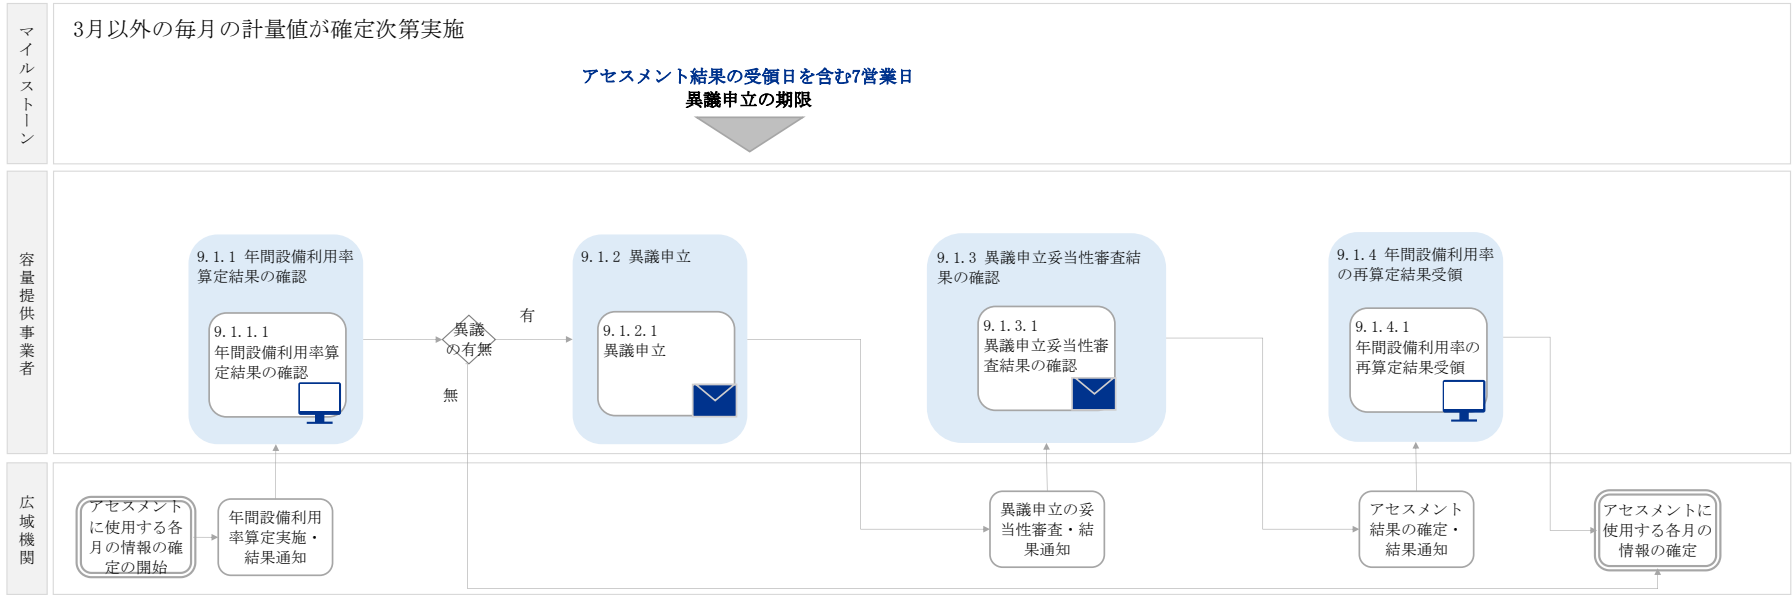 マイルストーン
3月以外の毎月の計量値が確定次第実施
アセスメント結果の受領日を含む7営業日
異議申立の期限
容量提供事業者
9.1.1 年間設備利用率
算定結果の確認
9.1.1.1
年間設備利用率算
定結果の確認
異議
の有無
有
無
9.1.2 異議申立
9.1.2.1
異議申立
9.1.3 異議申立妥当性審査結
果の確認
9.1.3.1
異議申立妥当性審
査結果の確認
9.1.4 年間設備利用率
の再算定結果受領
9.1.4.1
年間設備利用率の
再算定結果受領
広域機関
アセスメント
に使用する各
月の情報の確
定の開始
年間設備利用
率算定実施・
結果通知
異議申立の妥
当性審査・結
果通知
アセスメント
結果の確定・
結果通知
アセスメントに
使用する各月の
情報の確定